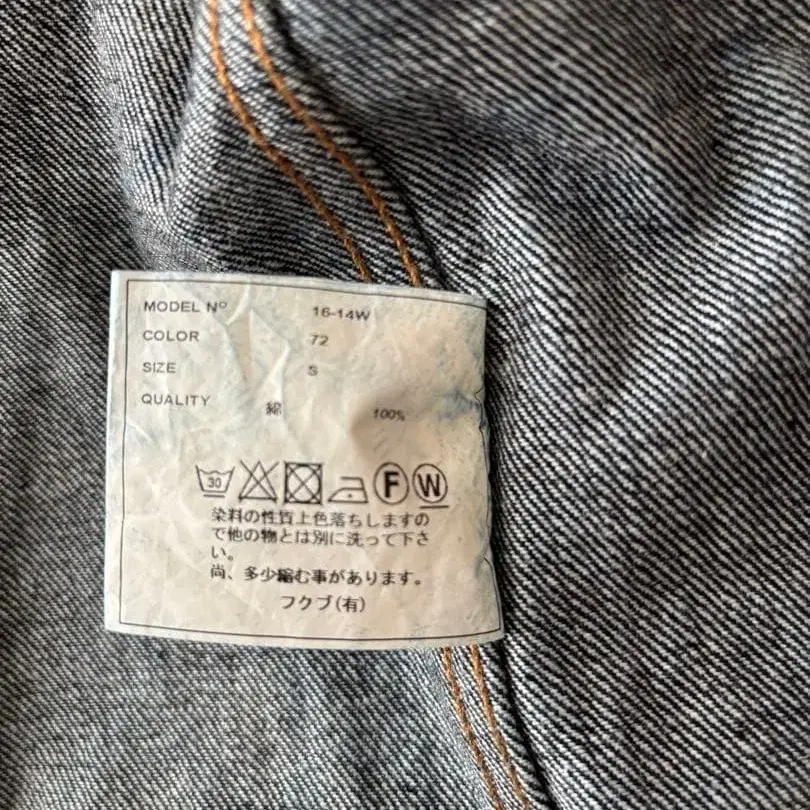 MODEL Nº 16-14W
COLOR 72
SIZE S
QUALITY 綿 100%
30 F W
染料の性質上色落ちしますの
で他の物とは別に洗って下さ
い。
尚、多少縮む事があります。
フクブ(有)